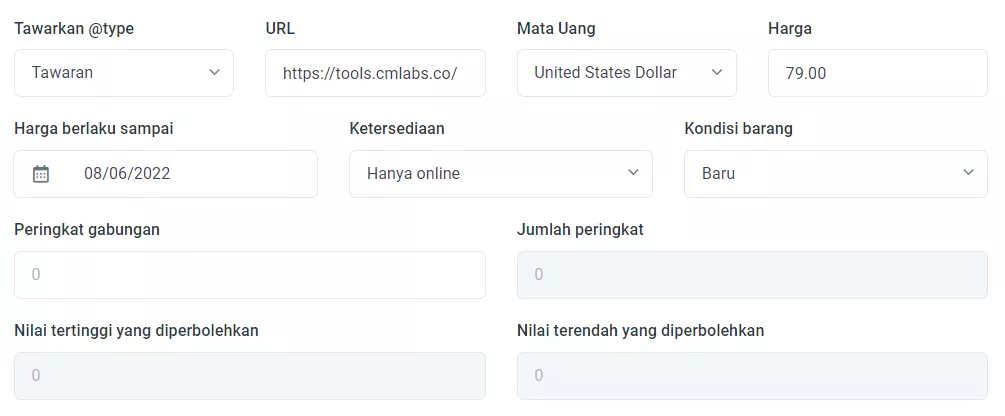 Tawarkan @type URL Mata Uang Harga
Tawaran https://tools.cmlabs.co/ United States Dollar 79.00
Harga berlaku sampai Ketersediaan Kondisi barang
08/06/2022 Hanya online Baru
Peringkat gabungan Jumlah peringkat
0 0
Nilai tertinggi yang diperbolehkan Nilai terendah yang diperbolehkan
0 0